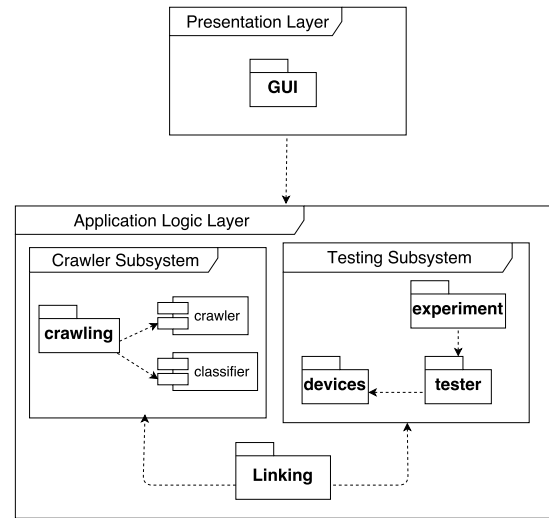 Presentation Layer
GUI
Application Logic Layer
Crawler Subsystem
crawling
crawler
classifier
Testing Subsystem
experiment
devices
tester
Linking